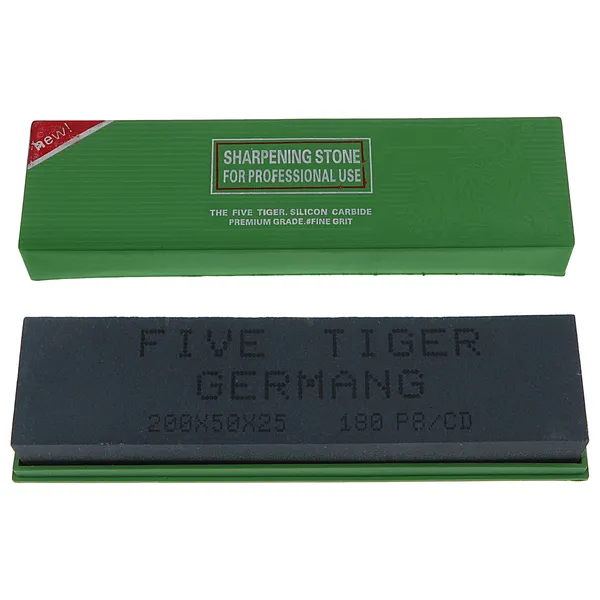 new!
SHARPENING STONE
FOR PROFESSIONAL USE
THE FIVE TIGER. SILICON CARBIDE
PREMIUM GRADE.#FINE GRIT
FIVE TIGER
GERMANG
200X50X25 180 P8/CD